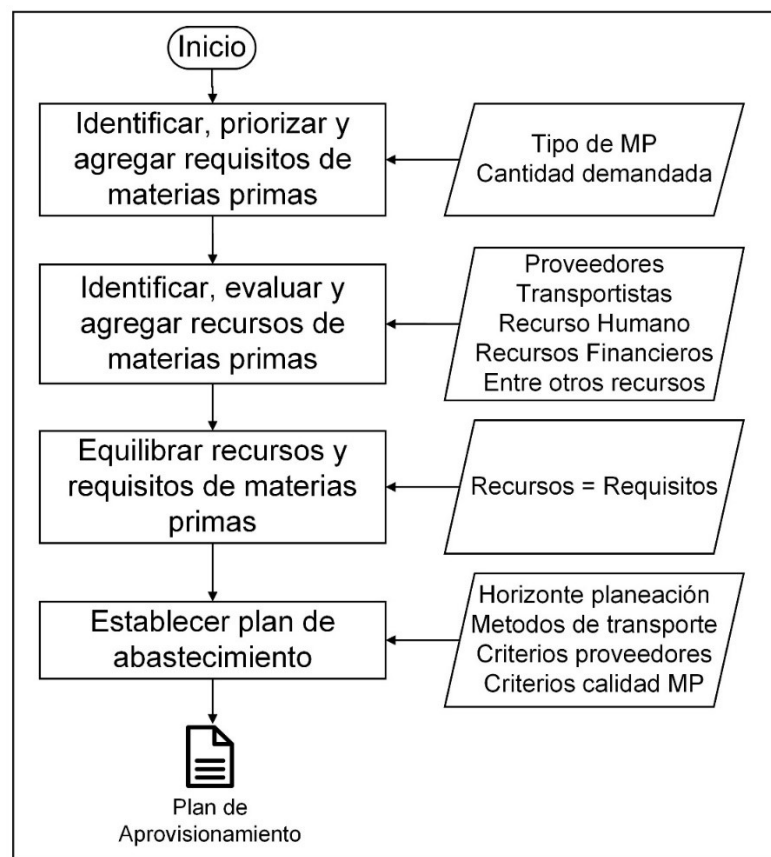 Inicio
Identificar, priorizar y
agregar requisitos de
materias primas
Tipo de MP
Cantidad demandada
Identificar, evaluar y
agregar recursos de
materias primas
Proveedores
Transportistas
Recurso Humano
Recursos Financieros
Entre otros recursos
Equilibrar recursos y
requisitos de materias
primas
Recursos = Requisitos
Establecer plan de
abastecimiento
Horizonte planeación
Metodos de transporte
Criterios proveedores
Criterios calidad MP
Plan de
Aprovisionamiento